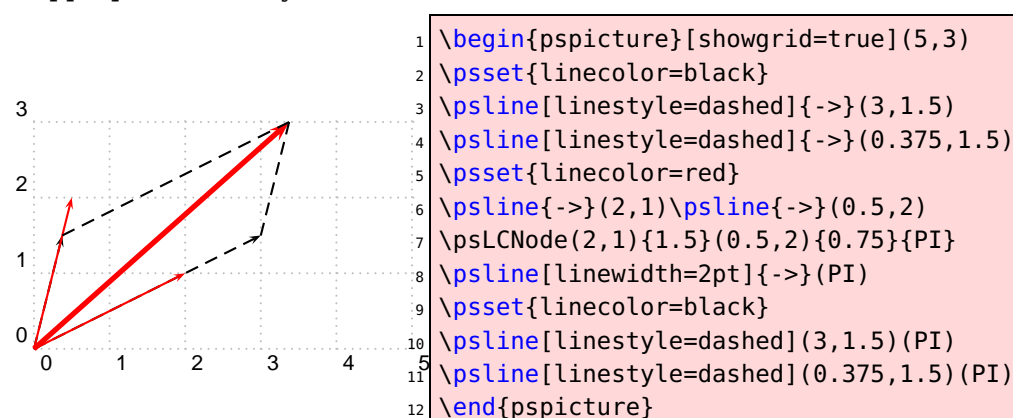 3
2
1
0
0 1 2 3 4 5
1 \begin{pspicture}[showgrid=true](5,3)
2 \psset{linecolor=black}
3 \psline[linestyle=dashed]{->}(3,1.5)
4 \psline[linestyle=dashed]{->}(0.375,1.5)
5 \psset{linecolor=red}
6 \psline{->}(2,1)\psline{->}(0.5,2)
7 \psLCNode(2,1){1.5}(0.5,2){0.75}{PI}
8 \psline[linewidth=2pt]{->}(PI)
9 \psset{linecolor=black}
10 \psline[linestyle=dashed](3,1.5)(PI)
11 \psline[linestyle=dashed](0.375,1.5)(PI)
12 \end{pspicture}